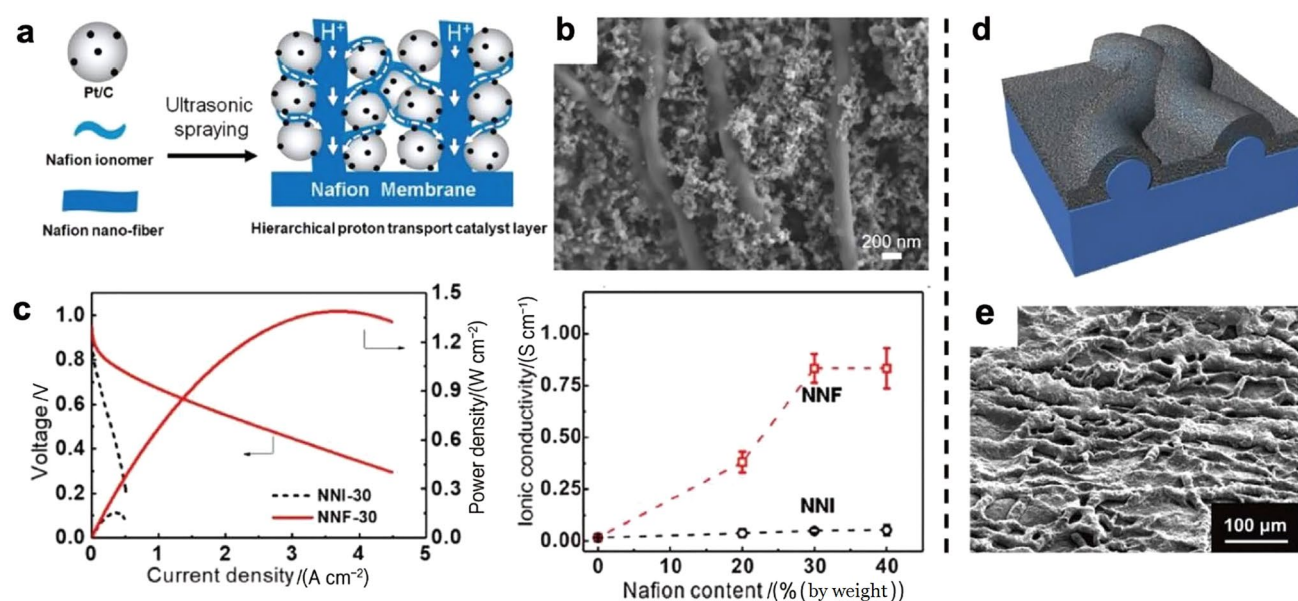 a
Pt/C
Nafion ionomer
Nafion nano-fiber
Ultrasonic
spraying
H+ H+
Nafion Membrane
Hierarchical proton transport catalyst layer
b
200 nm
c
Voltage /V
1.0
0.8
0.6
0.4
0.2
0.0
0 1 2 3 4 5
Current density/(A cm⁻²)
1.5
1.2
0.9
0.6
0.3
0.0
Power density/(W cm⁻²)
NNI-30
NNF-30
Ionic conductivity/(S cm⁻¹)
1.00
0.75
0.50
0.25
0.00
NNF
NNI
0 10 20 30 40
Nafion content /(% (by weight))
d
e
100 µm